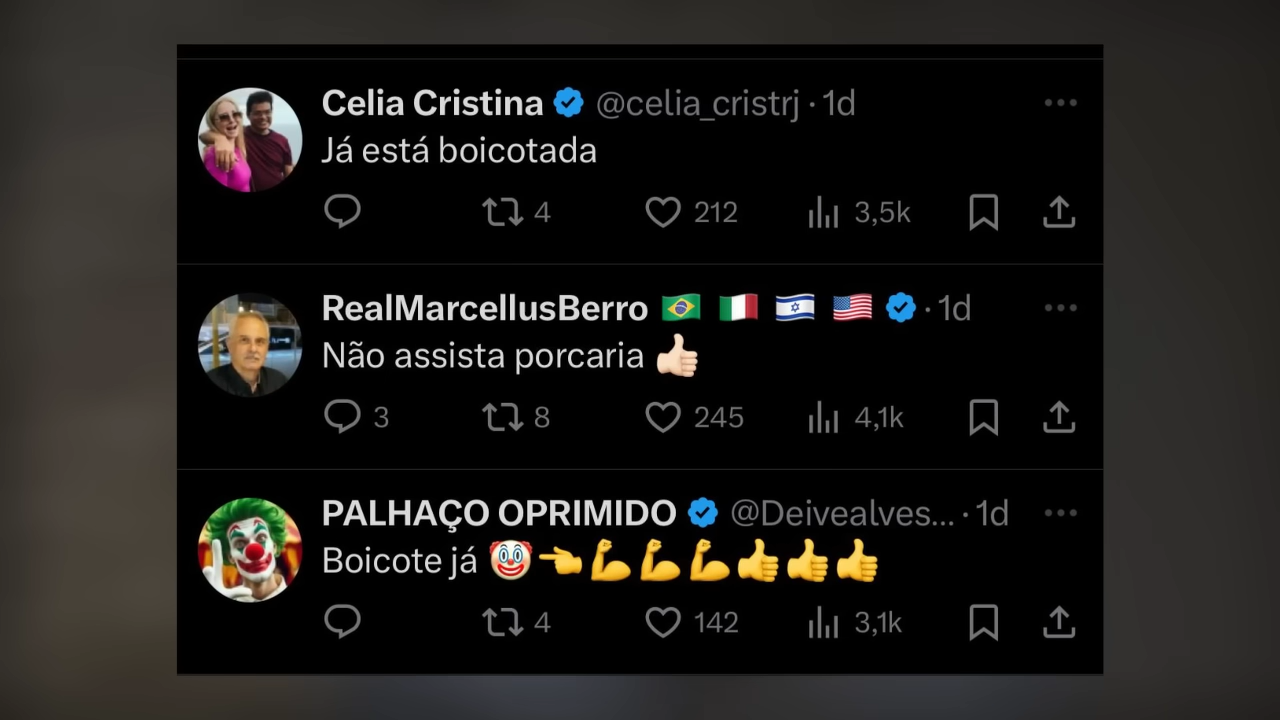 Celia Cristina @celia_cristrj · 1d
Já está boicotada
4 212 3,5k
RealMarcellusBerro 🇧🇷 🇮🇹 🇮🇱 🇺🇸 · 1d
Não assista porcaria 👍🏻
3 8 245 4,1k
PALHAÇO OPRIMIDO @Deivealves... · 1d
Boicote já 🤡👈💪💪💪👍👍👍
4 142 3,1k